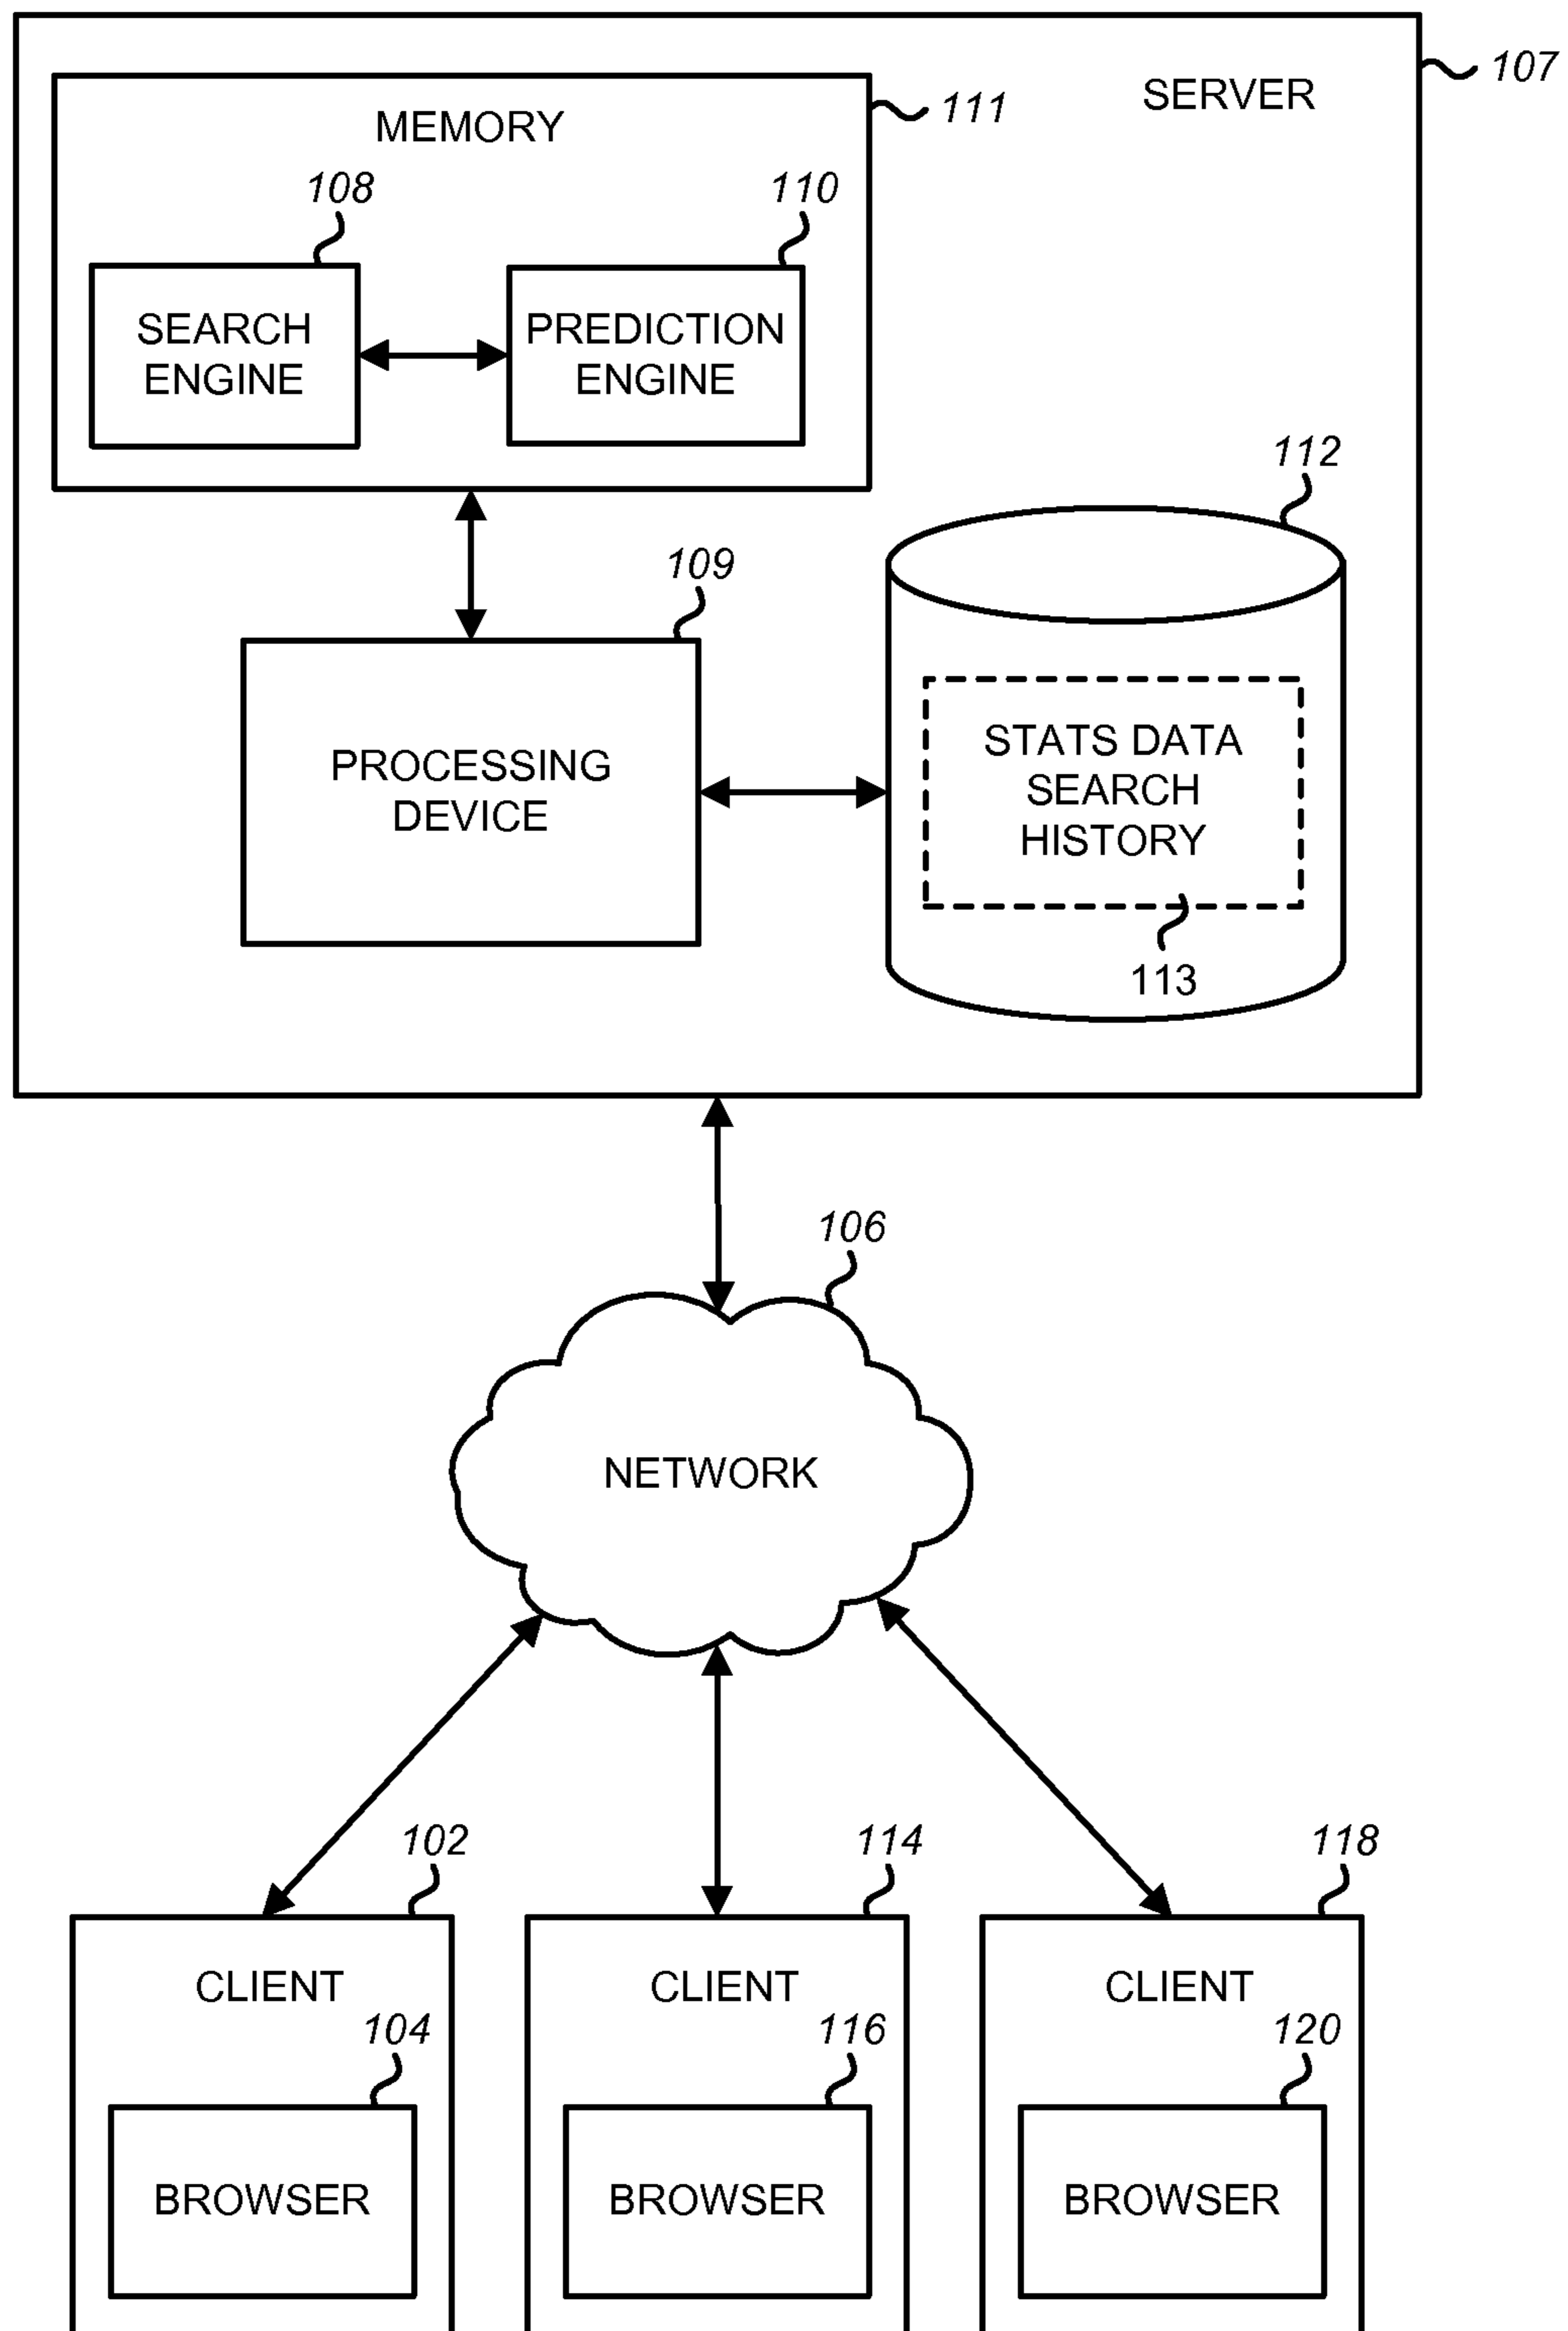 107
SERVER
111
MEMORY
108
110
SEARCH
ENGINE
PREDICTION
ENGINE
112
109
PROCESSING
DEVICE
STATS DATA
SEARCH
HISTORY
113
106
NETWORK
102
114
118
CLIENT
CLIENT
CLIENT
104
116
120
BROWSER
BROWSER
BROWSER